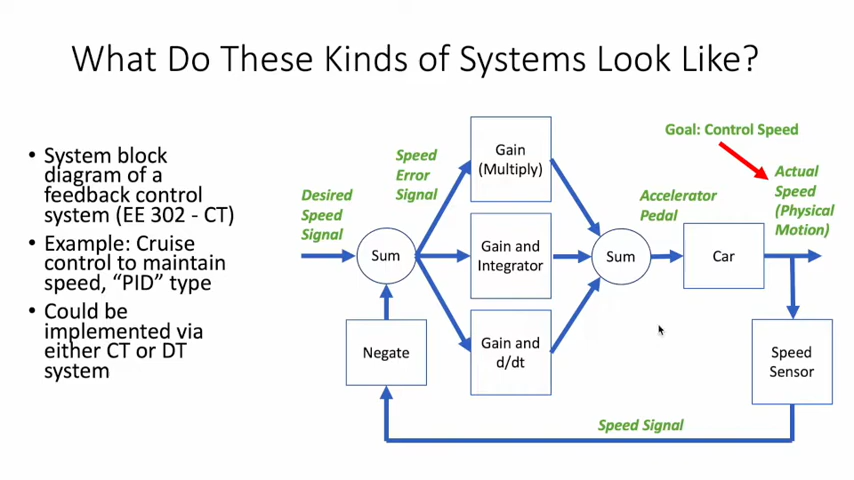 What Do These Kinds of Systems Look Like?
• System block
diagram of a
feedback control
system (EE 302 - CT)
• Example: Cruise
control to maintain
speed, “PID” type
• Could be
implemented via
either CT or DT
system
Desired
Speed
Signal
Sum
Speed
Error
Signal
Gain
(Multiply)
Gain and
Integrator
Gain and
d/dt
Sum
Accelerator
Pedal
Car
Goal: Control Speed
Actual
Speed
(Physical
Motion)
Speed
Sensor
Speed Signal
Negate